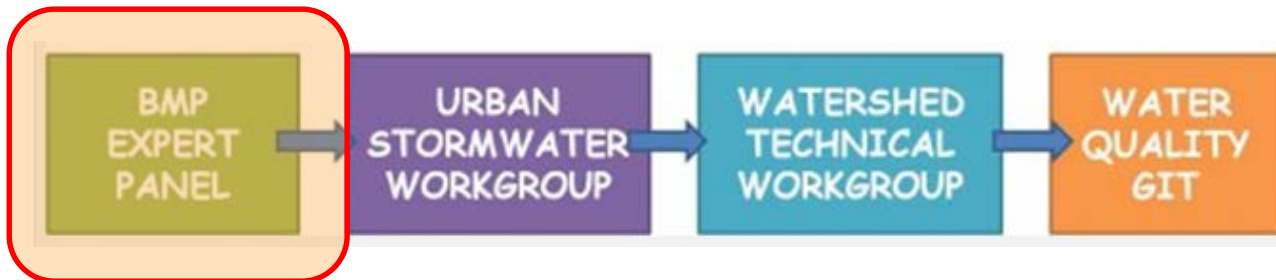 BMP
EXPERT
PANEL
URBAN
STORMWATER
WORKGROUP
WATERSHED
TECHNICAL
WORKGROUP
WATER
QUALITY
GIT